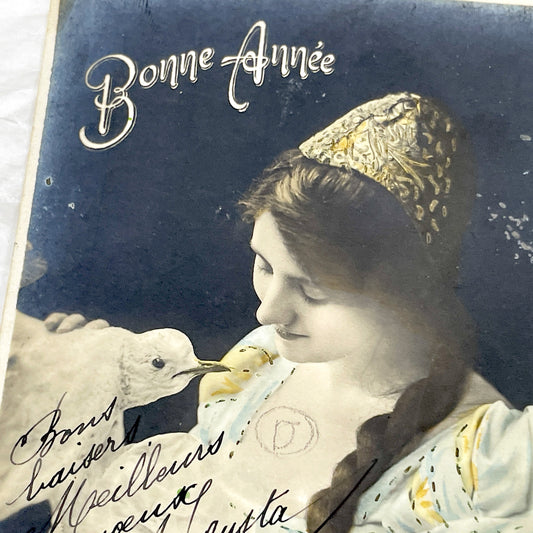 Bonne Année
D
Bons
baisers
Meilleurs
voeux